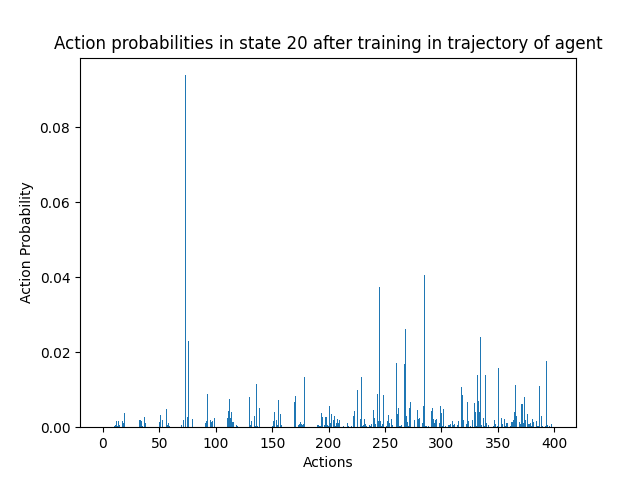 Action probabilities in state 20 after training in trajectory of agent
0.08
0.06
0.04
0.02
0.00
Action Probability
0 50 100 150 200 250 300 350 400
Actions